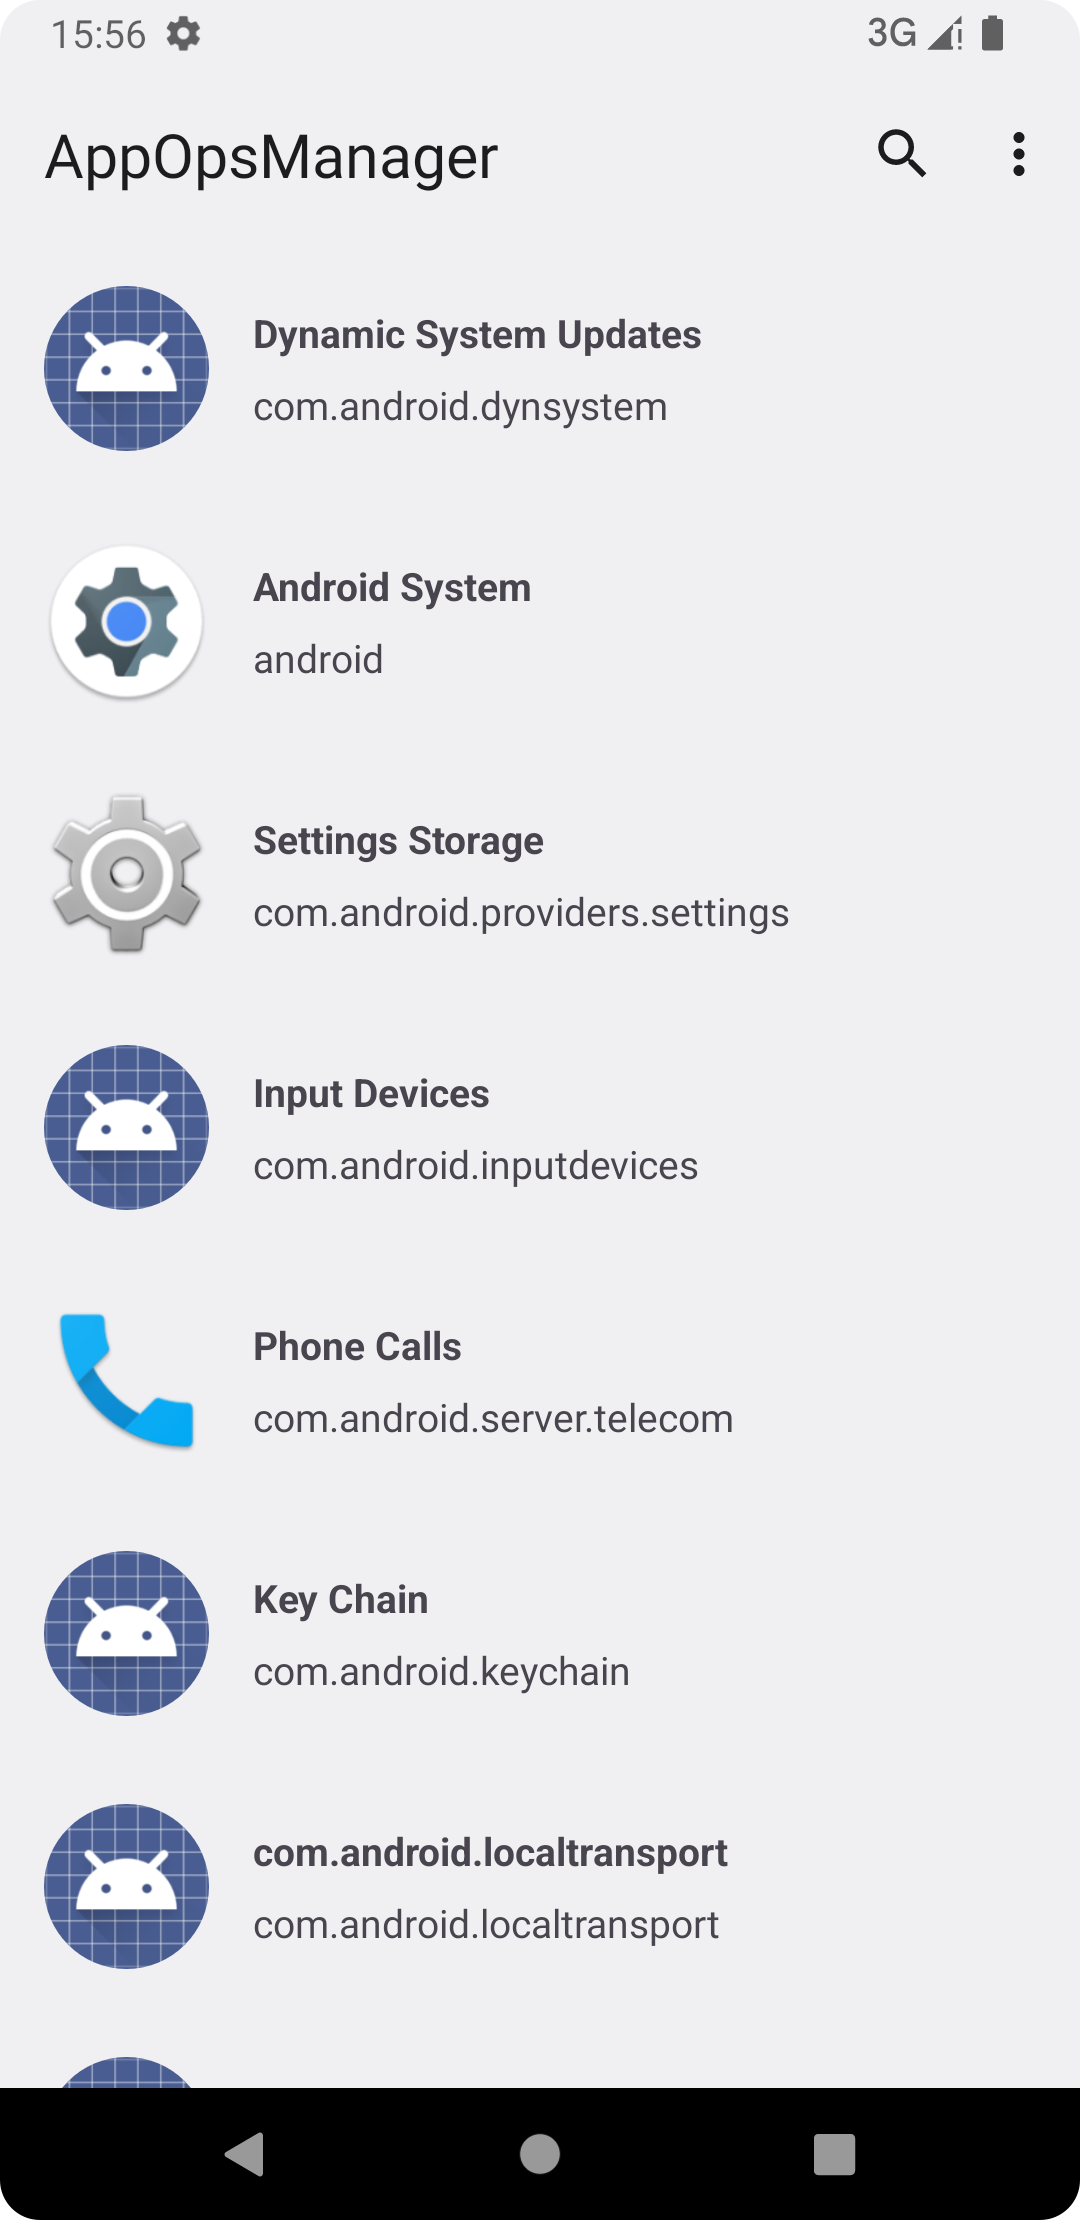 15:56
3G
AppOpsManager
Dynamic System Updates
com.android.dynsystem
Android System
android
Settings Storage
com.android.providers.settings
Input Devices
com.android.inputdevices
Phone Calls
com.android.server.telecom
Key Chain
com.android.keychain
com.android.localtransport
com.android.localtransport